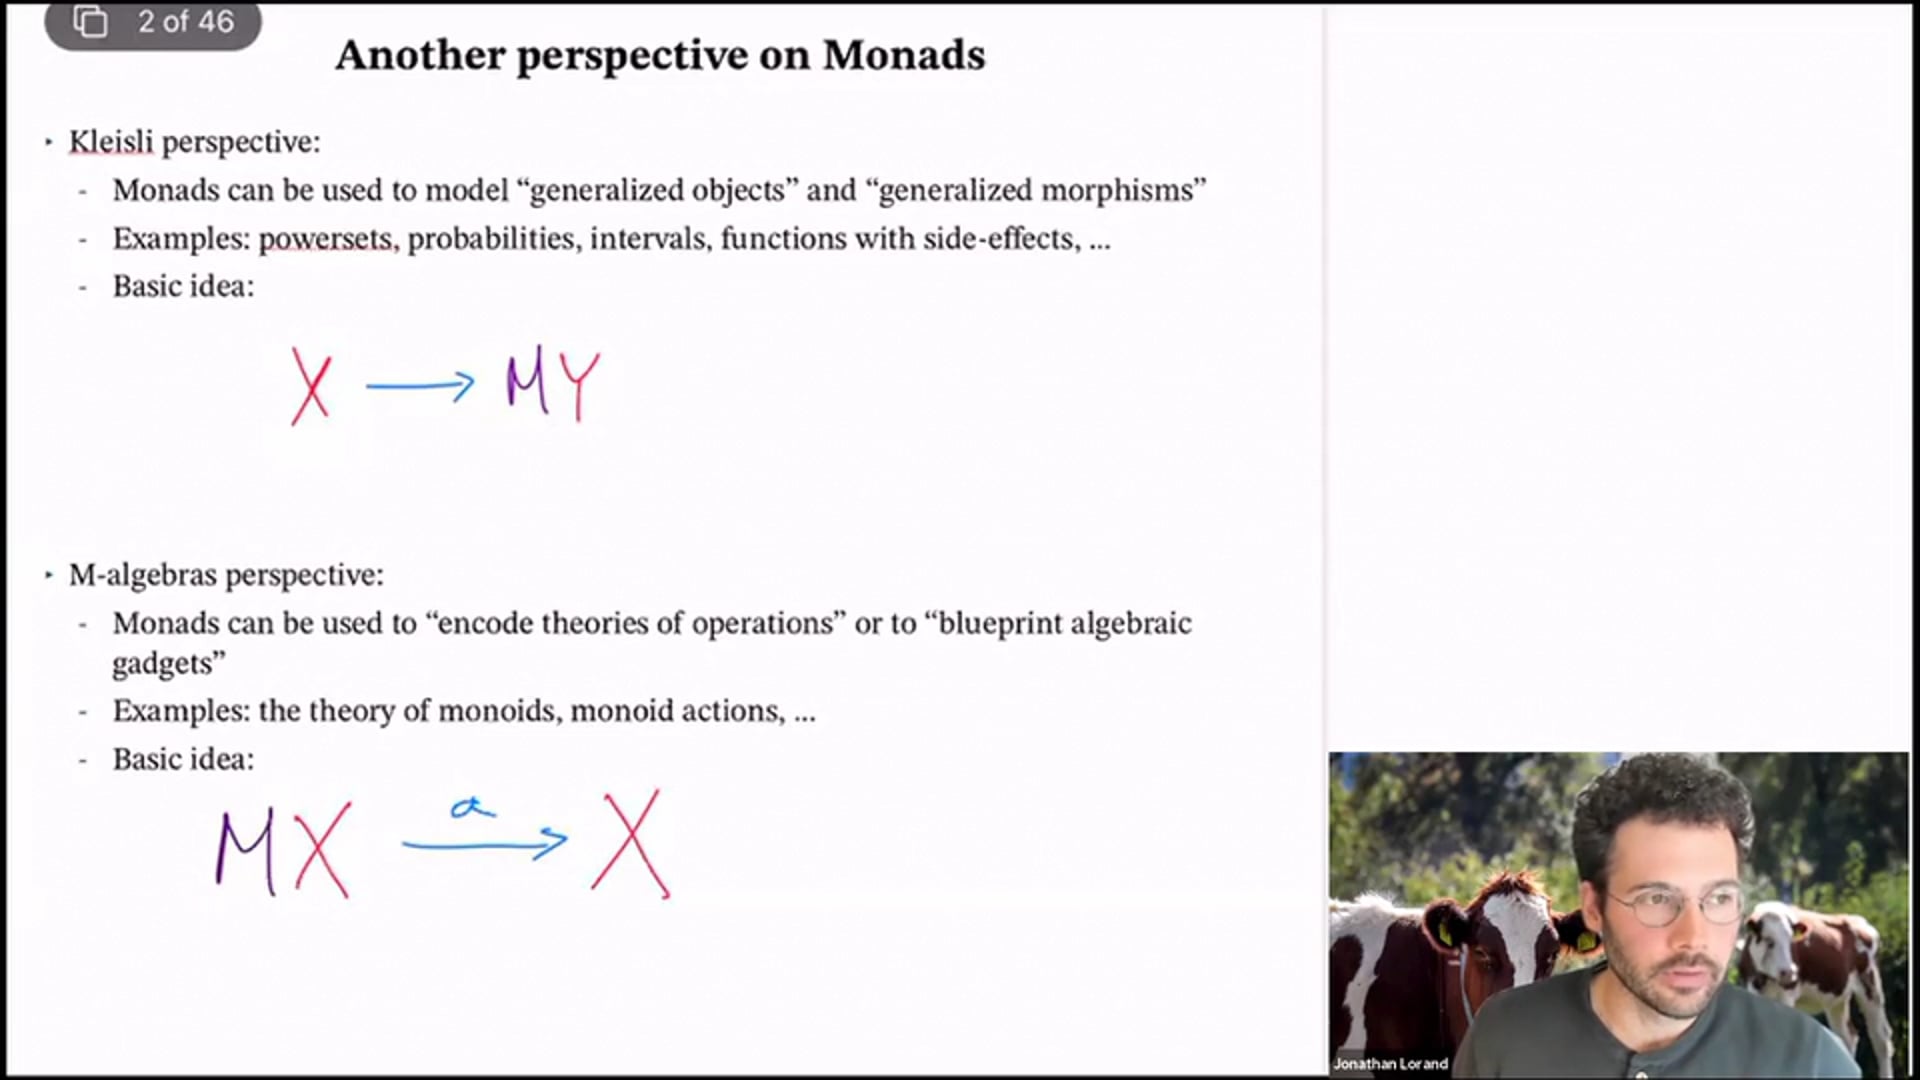 2 of 46
Another perspective on Monads
‣ Kleisli perspective:
- Monads can be used to model “generalized objects” and “generalized morphisms”
- Examples: powersets, probabilities, intervals, functions with side-effects, ...
- Basic idea:
X → MY
‣ M-algebras perspective:
- Monads can be used to “encode theories of operations” or to “blueprint algebraic
gadgets”
- Examples: the theory of monoids, monoid actions, ...
- Basic idea:
a
MX → X
Jonathan Lorand